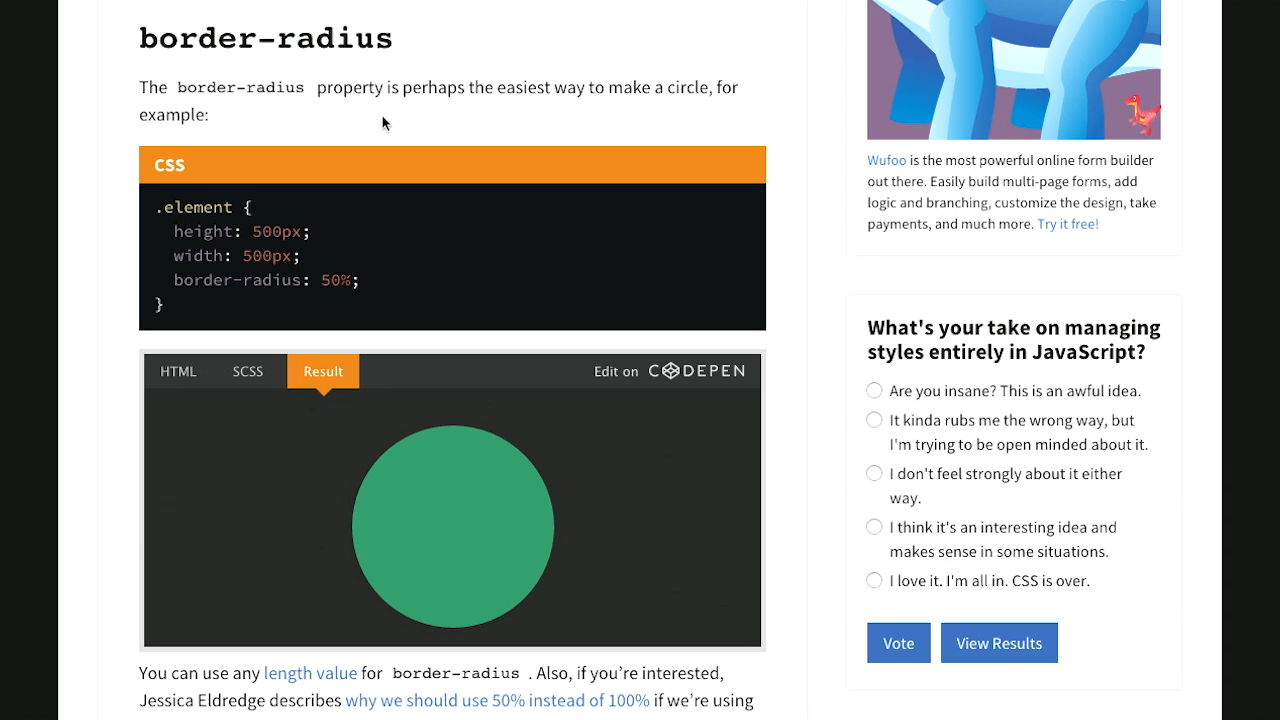 border-radius
The border-radius property is perhaps the easiest way to make a circle, for
example:
CSS
.element {
height: 500px;
width: 500px;
border-radius: 50%;
}
HTML SCSS Result Edit on CODEPEN
You can use any length value for border-radius . Also, if you’re interested,
Jessica Eldredge describes why we should use 50% instead of 100% if we’re using
Wufoo is the most powerful online form builder
out there. Easily build multi-page forms, add
logic and branching, customize the design, take
payments, and much more. Try it free!
What's your take on managing
styles entirely in JavaScript?
Are you insane? This is an awful idea.
It kinda rubs me the wrong way, but
I'm trying to be open minded about it.
I don't feel strongly about it either
way.
I think it's an interesting idea and
makes sense in some situations.
I love it. I'm all in. CSS is over.
Vote View Results